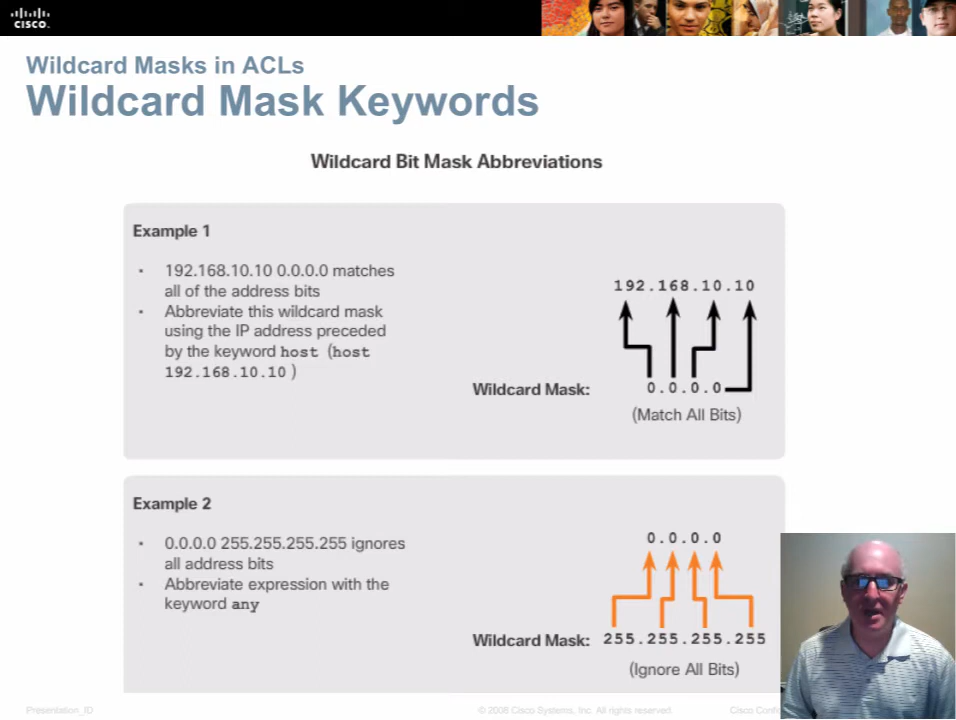 CISCO
Wildcard Masks in ACLs
Wildcard Mask Keywords
Wildcard Bit Mask Abbreviations
Example 1
▪ 192.168.10.10 0.0.0.0 matches
all of the address bits
▪ Abbreviate this wildcard mask
using the IP address preceded
by the keyword host (host
192.168.10.10 )
192.168.10.10
Wildcard Mask: 0.0.0.0
(Match All Bits)
Example 2
▪ 0.0.0.0 255.255.255.255 ignores
all address bits
▪ Abbreviate expression with the
keyword any
0.0.0.0
Wildcard Mask: 255.255.255.255
(Ignore All Bits)
Presentation_ID
© 2008 Cisco Systems, Inc. All rights reserved.
Cisco Confi